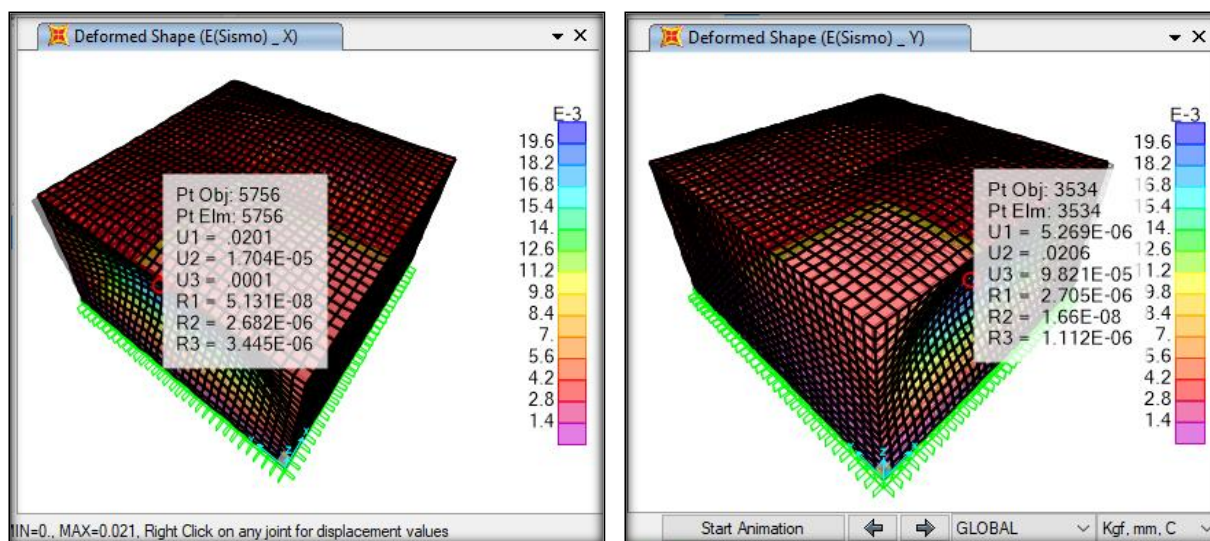 Deformed Shape (E(Sismo) _ X)
Pt Obj: 5756
Pt Elm: 5756
U1 = .0201
U2 = 1.704E-05
U3 = .0001
R1 = 5.131E-08
R2 = 2.682E-06
R3 = 3.445E-06
E-3
19.6
18.2
16.8
15.4
14.
12.6
11.2
9.8
8.4
7.
5.6
4.2
2.8
1.4
MIN=0., MAX=0.021, Right Click on any joint for displacement values
Deformed Shape (E(Sismo) _ Y)
Pt Obj: 3534
Pt Elm: 3534
U1 = 5.269E-06
U2 = .0206
U3 = 9.821E-05
R1 = 2.705E-06
R2 = 1.66E-08
R3 = 1.112E-06
E-3
19.6
18.2
16.8
15.4
14.
12.6
11.2
9.8
8.4
7.
5.6
4.2
2.8
1.4
Start Animation
GLOBAL
Kgf, mm, C